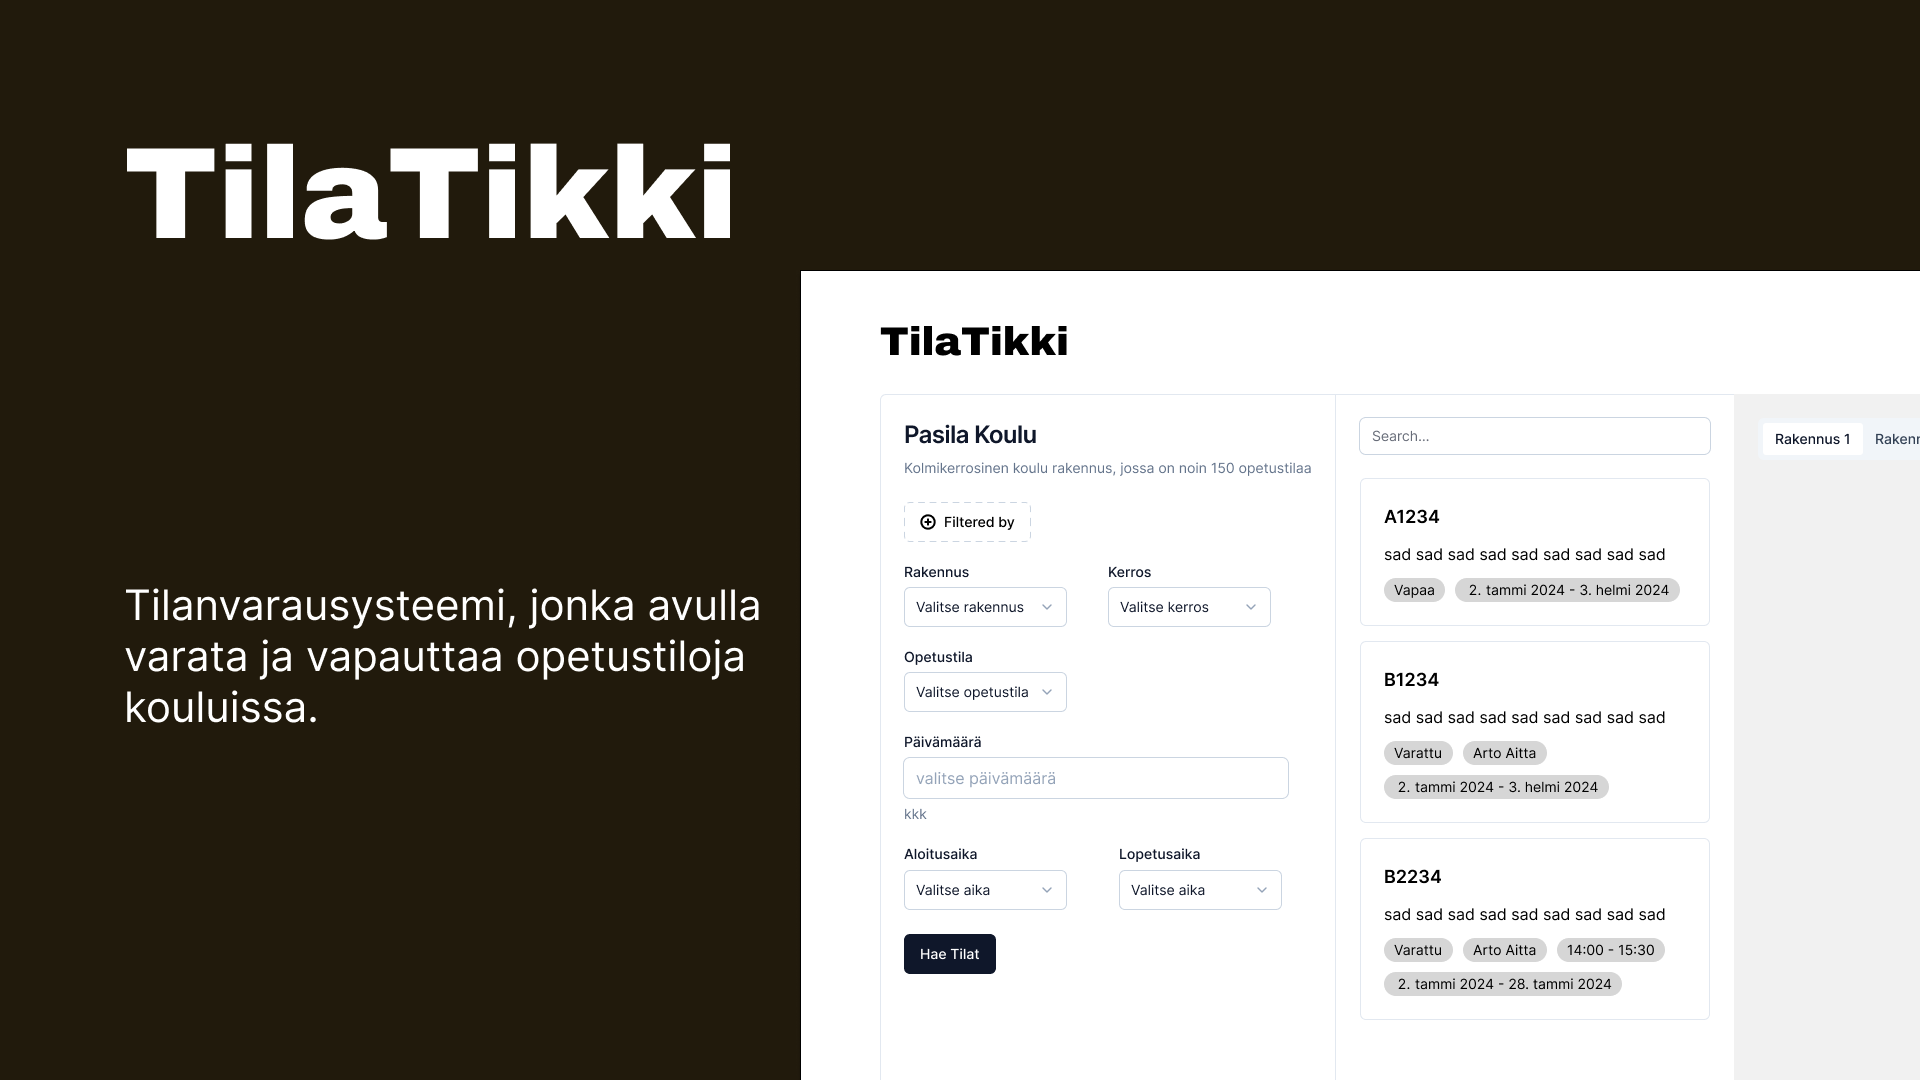 TilaTikki
Tilanvarausysteemi, jonka avulla
varata ja vapauttaa opetustiloja
kouluissa.
TilaTikki
Pasila Koulu
Kolmikerrosinen koulu rakennus, jossa on noin 150 opetustilaa
Filtered by
Rakennus Kerros
Valitse rakennus Valitse kerros
Opetustila
Valitse opetustila
Päivämäärä
valitse päivämäärä
kkk
Aloitusaika Lopetusaika
Valitse aika Valitse aika
Hae Tilat
Search...
A1234
sad sad sad sad sad sad sad sad sad
Vapaa 2. tammi 2024 - 3. helmi 2024
B1234
sad sad sad sad sad sad sad sad sad
Varattu Arto Aitta
2. tammi 2024 - 3. helmi 2024
B2234
sad sad sad sad sad sad sad sad sad
Varattu Arto Aitta 14:00 - 15:30
2. tammi 2024 - 28. tammi 2024
Rakennus 1